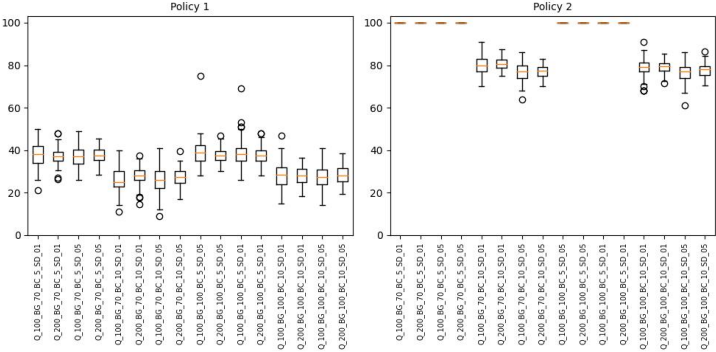 Policy 1
100
80
60
40
20
0
Q_100_BG_70_BC_5_SD_01
Q_200_BG_70_BC_5_SD_01
Q_100_BG_70_BC_5_SD_05
Q_200_BG_70_BC_5_SD_05
Q_100_BG_70_BC_10_SD_01
Q_200_BG_70_BC_10_SD_01
Q_100_BG_70_BC_10_SD_05
Q_200_BG_70_BC_10_SD_05
Q_100_BG_100_BC_5_SD_05
Q_200_BG_100_BC_5_SD_05
Q_100_BG_100_BC_5_SD_01
Q_200_BG_100_BC_5_SD_01
Q_100_BG_100_BC_10_SD_01
Q_200_BG_100_BC_10_SD_01
Q_100_BG_100_BC_10_SD_05
Q_200_BG_100_BC_10_SD_05
Policy 2
100
80
60
40
20
0
Q_100_BG_70_BC_5_SD_01
Q_200_BG_70_BC_5_SD_01
Q_100_BG_70_BC_5_SD_05
Q_200_BG_70_BC_5_SD_05
Q_100_BG_70_BC_10_SD_01
Q_200_BG_70_BC_10_SD_01
Q_100_BG_70_BC_10_SD_05
Q_200_BG_70_BC_10_SD_05
Q_100_BG_100_BC_5_SD_05
Q_200_BG_100_BC_5_SD_05
Q_100_BG_100_BC_5_SD_01
Q_200_BG_100_BC_5_SD_01
Q_100_BG_100_BC_10_SD_01
Q_200_BG_100_BC_10_SD_01
Q_100_BG_100_BC_10_SD_05
Q_200_BG_100_BC_10_SD_05